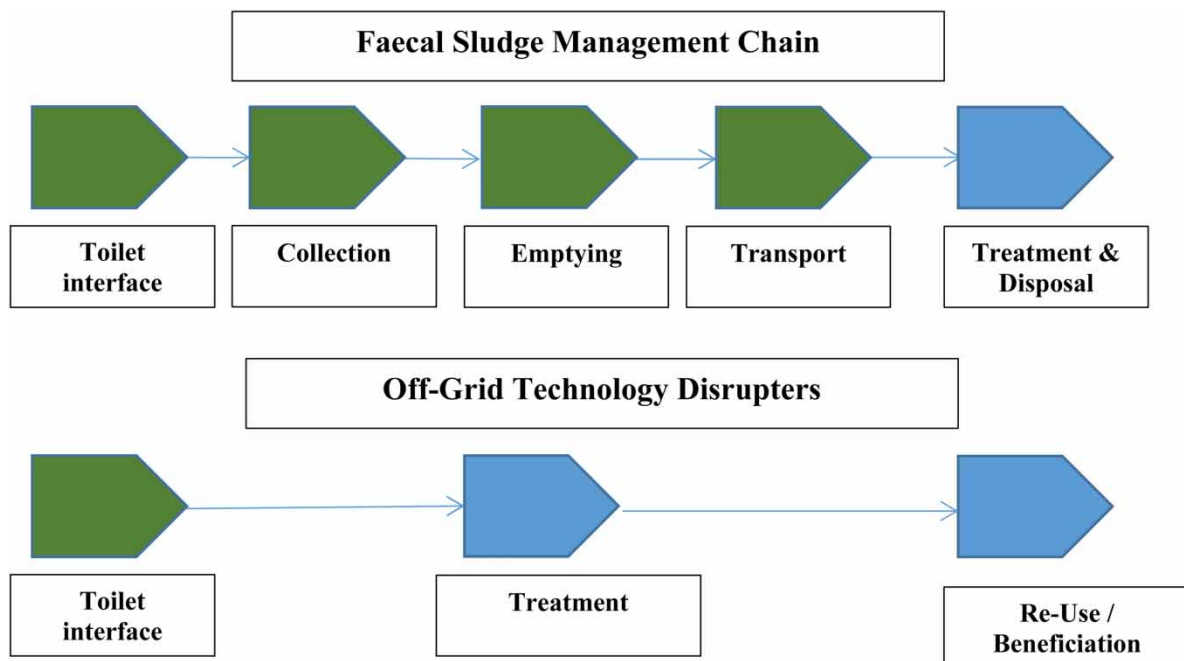 Faecal Sludge Management Chain
Toilet
interface
Collection
Emptying
Transport
Treatment &
Disposal
Off-Grid Technology Disrupters
Toilet
interface
Treatment
Re-Use /
Beneficiation